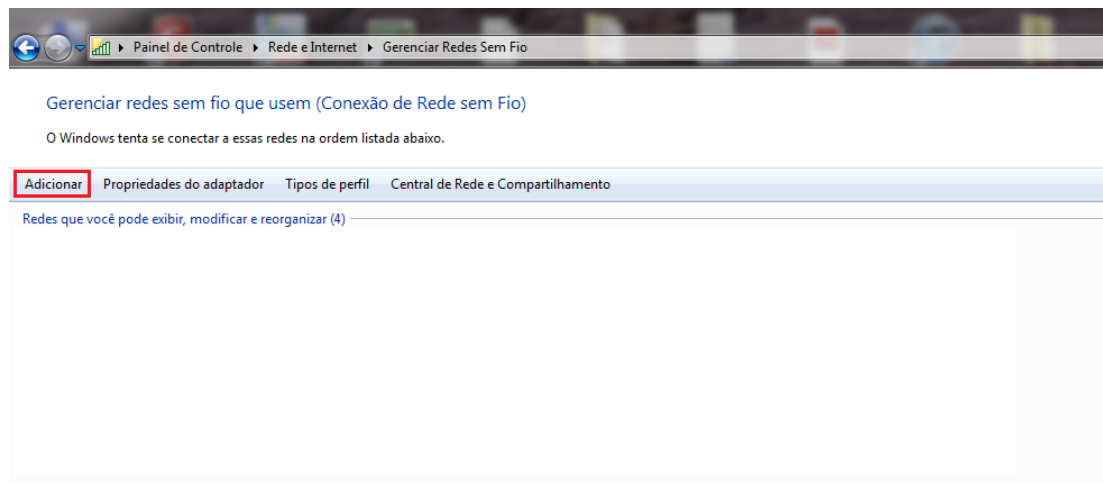 Painel de Controle ▸ Rede e Internet ▸ Gerenciar Redes Sem Fio
Gerenciar redes sem fio que usem (Conexão de Rede sem Fio)
O Windows tenta se conectar a essas redes na ordem listada abaixo.
Adicionar Propriedades do adaptador Tipos de perfil Central de Rede e Compartilhamento
Redes que você pode exibir, modificar e reorganizar (4)